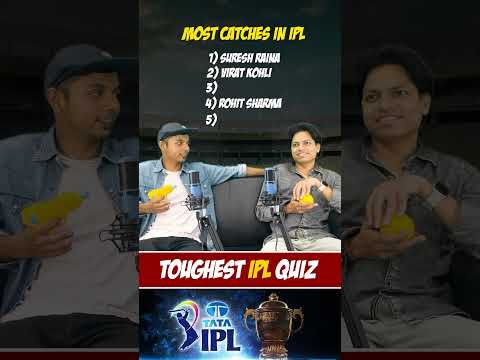 MOST CATCHES IN IPL
1) SURESH RAINA
2) VIRAT KOHLI
3)
4) ROHIT SHARMA
5)
TOUGHEST IPL QUIZ
TATA
IPL